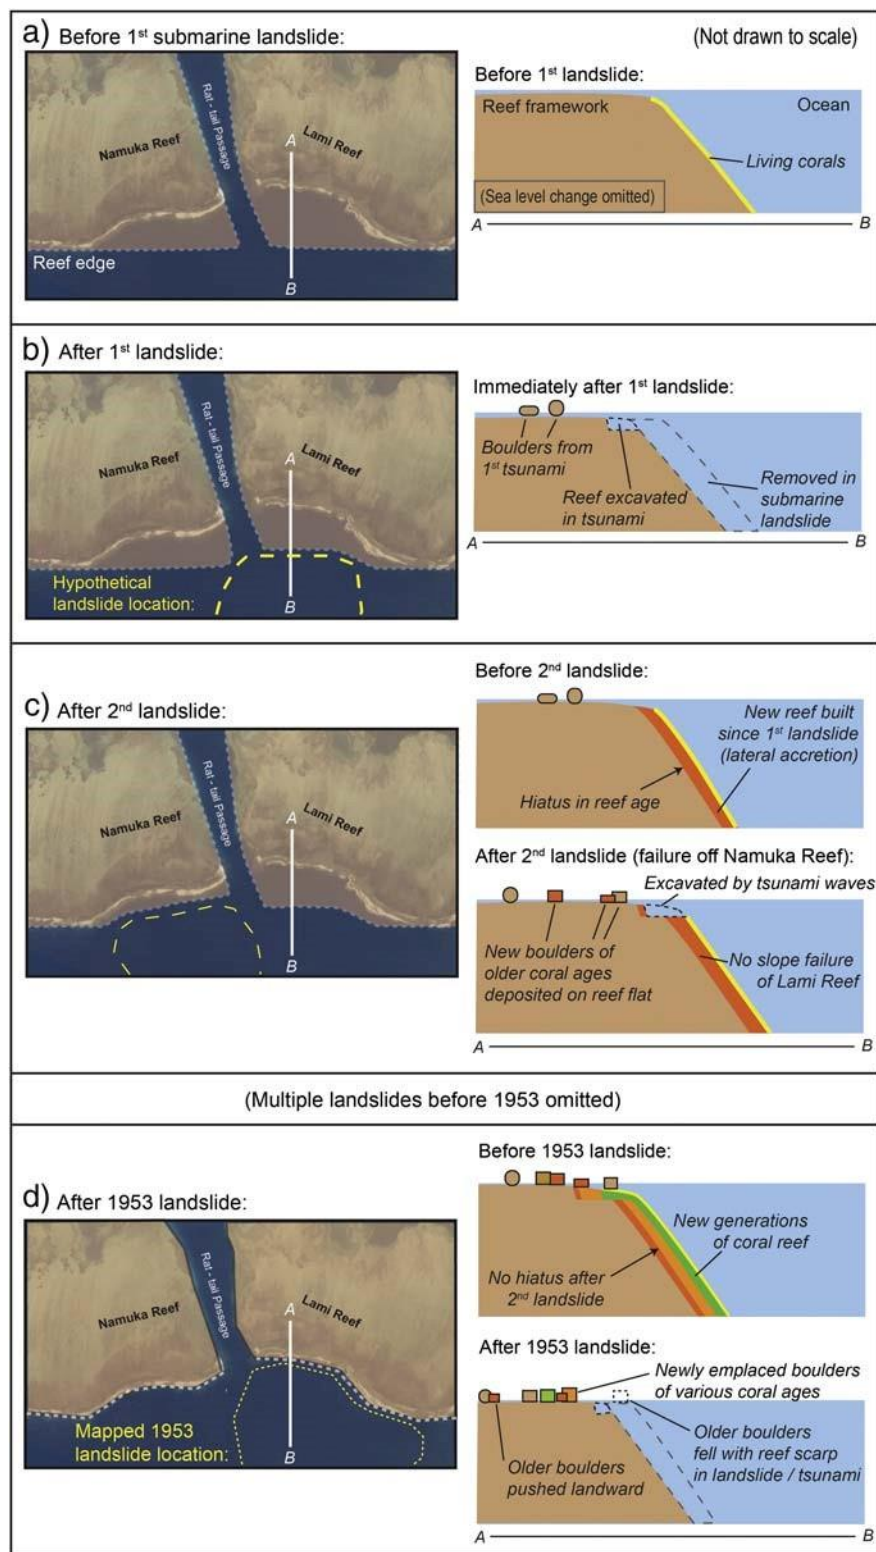 a) Before 1st submarine landslide:
(Not drawn to scale)
Rat - tail Passage
Namuka Reef
Lami Reef
A
B
Reef edge
Before 1st landslide:
Reef framework
Ocean
Living corals
(Sea level change omitted)
A
B
b) After 1st landslide:
Rat - tail Passage
Namuka Reef
Lami Reef
A
B
Hypothetical
landslide location:
Immediately after 1st landslide:
Boulders from
1st tsunami
Reef excavated
in tsunami
Removed in
submarine
landslide
A
B
c) After 2nd landslide:
Rat - tail Passage
Namuka Reef
Lami Reef
A
B
Before 2nd landslide:
New reef built
since 1st landslide
(lateral accretion)
Hiatus in reef age
After 2nd landslide (failure off Namuka Reef):
Excavated by tsunami waves
New boulders of
older coral ages
deposited on reef flat
No slope failure
of Lami Reef
A
B
(Multiple landslides before 1953 omitted)
d) After 1953 landslide:
Rat - tail Passage
Namuka Reef
Lami Reef
A
B
Mapped 1953
landslide location:
Before 1953 landslide:
New generations
of coral reef
No hiatus after
2nd landslide
After 1953 landslide:
Newly emplaced boulders
of various coral ages
Older boulders
pushed landward
Older boulders
fell with reef scarp
in landslide / tsunami
A
B